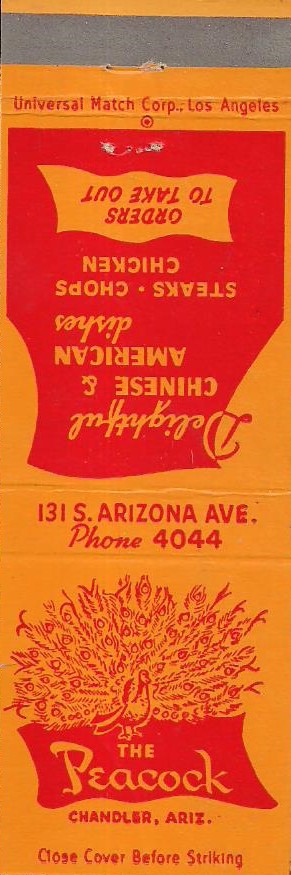 Universal Match Corp., Los Angeles
Delightful
CHINESE &
AMERICAN
dishes
STEAKS · CHOPS
CHICKEN
ORDERS
TO TAKE OUT
131 S. ARIZONA AVE.
Phone 4044
THE
Peacock
CHANDLER, ARIZ.
Close Cover Before Striking